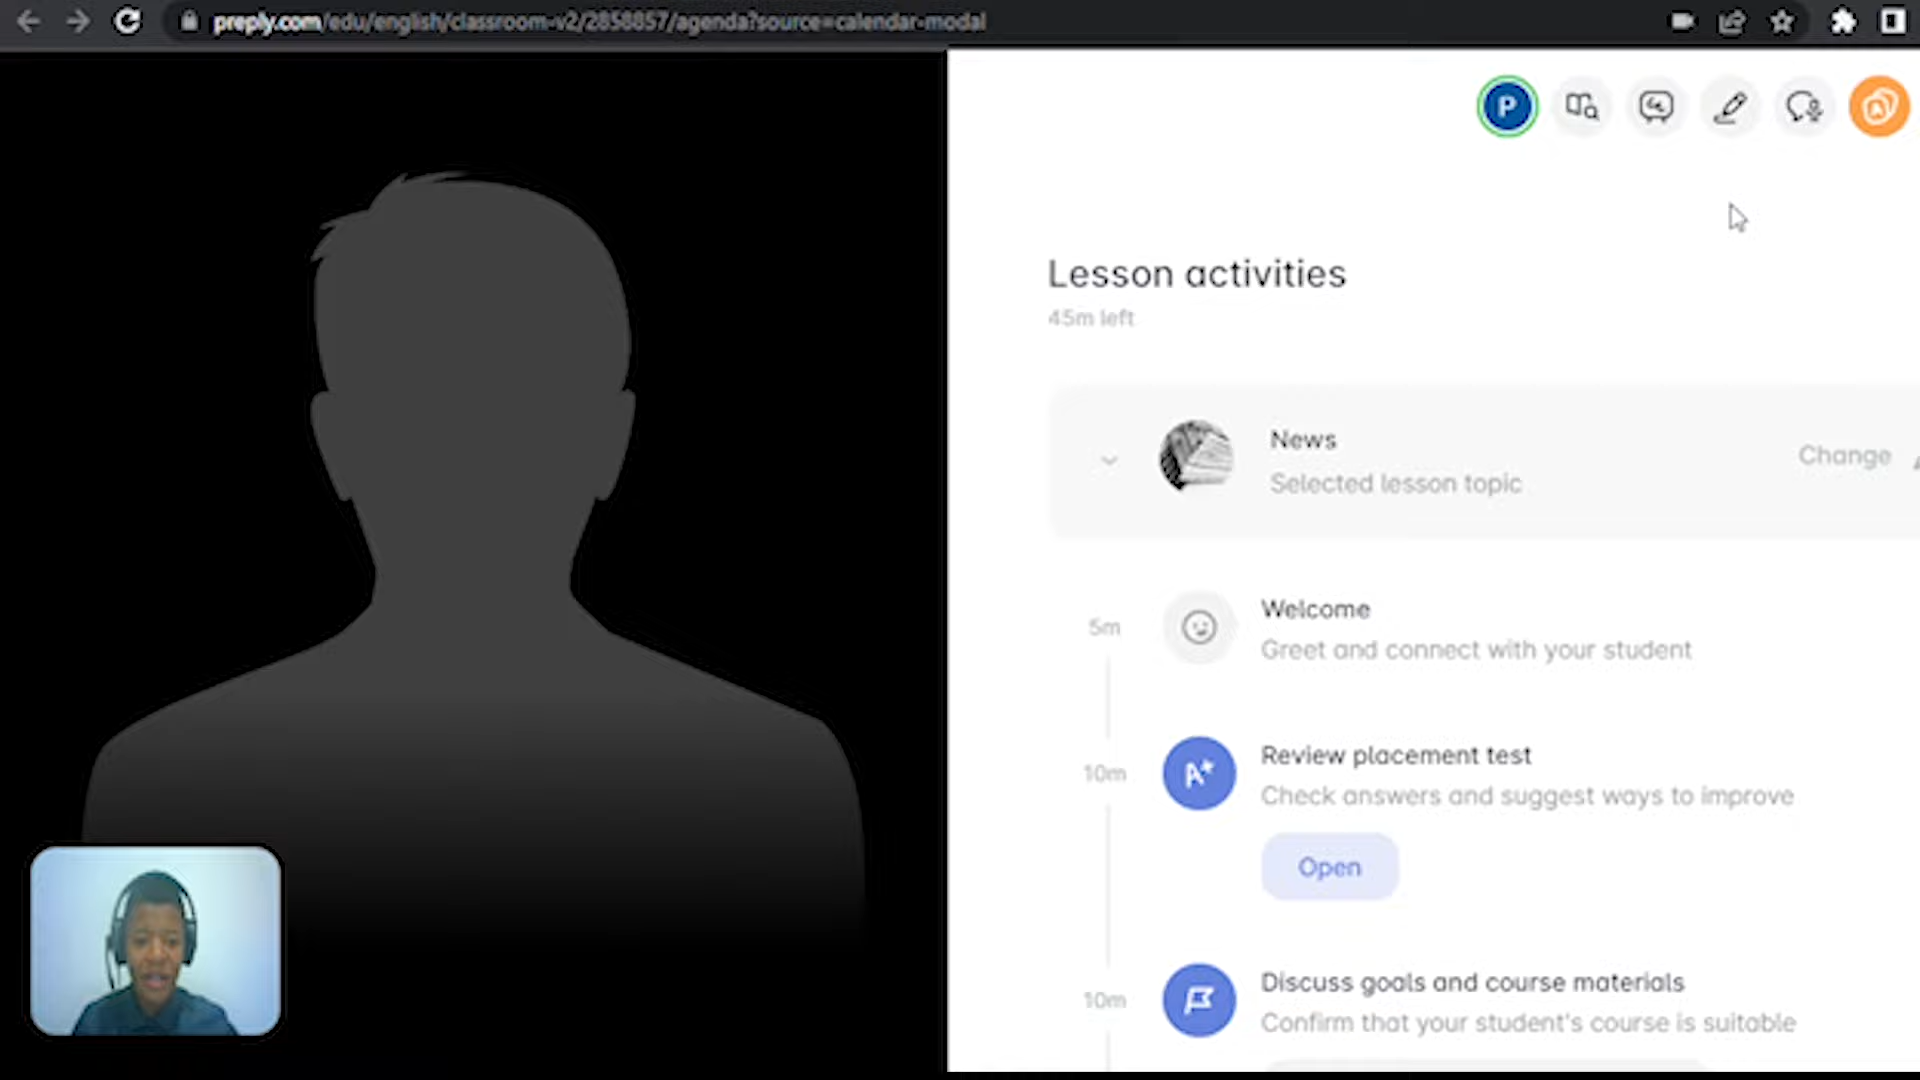 preply.com/edu/english/classroom-v2/2858857/agenda?source=calendar-modal
P
Lesson activities
45m left
News
Selected lesson topic
Change
5m
Welcome
Greet and connect with your student
10m
A+
Review placement test
Check answers and suggest ways to improve
Open
10m
Discuss goals and course materials
Confirm that your student's course is suitable